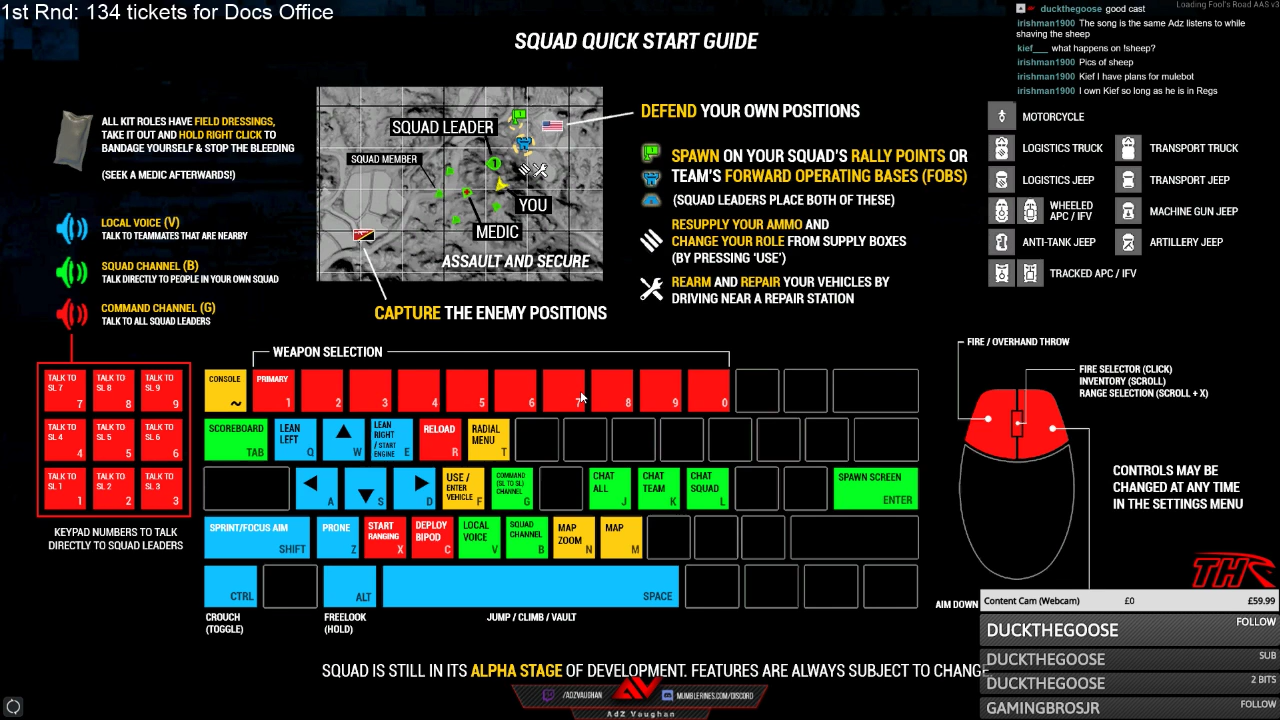 1st Rnd: 134 tickets for Docs Office
Loading Fool's Road AAS v3
duckthegoose good cast
irishman1900 The song is the same Adz listens to while
shaving the sheep
kief___ what happens on !sheep?
irishman1900 Pics of sheep
irishman1900 Kief I have plans for mulebot
irishman1900 I own Kief so long as he is in Regs
SQUAD QUICK START GUIDE
ALL KIT ROLES HAVE FIELD DRESSINGS,
TAKE IT OUT AND HOLD RIGHT CLICK TO
BANDAGE YOURSELF & STOP THE BLEEDING
(SEEK A MEDIC AFTERWARDS!)
LOCAL VOICE (V)
TALK TO TEAMMATES THAT ARE NEARBY
SQUAD CHANNEL (B)
TALK DIRECTLY TO PEOPLE IN YOUR OWN SQUAD
COMMAND CHANNEL (G)
TALK TO ALL SQUAD LEADERS
SQUAD LEADER
SQUAD MEMBER
1
YOU
MEDIC
ASSAULT AND SECURE
CAPTURE THE ENEMY POSITIONS
DEFEND YOUR OWN POSITIONS
SPAWN ON YOUR SQUAD'S RALLY POINTS OR
TEAM'S FORWARD OPERATING BASES (FOBS)
(SQUAD LEADERS PLACE BOTH OF THESE)
RESUPPLY YOUR AMMO AND
CHANGE YOUR ROLE FROM SUPPLY BOXES
(BY PRESSING 'USE')
REARM AND REPAIR YOUR VEHICLES BY
DRIVING NEAR A REPAIR STATION
MOTORCYCLE
LOGISTICS TRUCK
TRANSPORT TRUCK
LOGISTICS JEEP
TRANSPORT JEEP
WHEELED
APC / IFV
MACHINE GUN JEEP
ANTI-TANK JEEP
ARTILLERY JEEP
TRACKED APC / IFV
TALK TO
SL 7
7
TALK TO
SL 8
8
TALK TO
SL 9
9
TALK TO
SL 4
4
TALK TO
SL 5
5
TALK TO
SL 6
6
TALK TO
SL 1
1
TALK TO
SL 2
2
TALK TO
SL 3
3
KEYPAD NUMBERS TO TALK
DIRECTLY TO SQUAD LEADERS
WEAPON SELECTION
CONSOLE
~
PRIMARY
1
2
3
4
5
6
7
8
9
0
SCOREBOARD
TAB
LEAN
LEFT
Q
W
LEAN
RIGHT
/ START
ENGINE
E
RELOAD
R
RADIAL
MENU
T
A
S
D
USE /
ENTER
VEHICLE
F
COMMAND
(SL TO SL)
CHANNEL
G
CHAT
ALL
J
CHAT
TEAM
K
CHAT
SQUAD
L
SPAWN SCREEN
ENTER
SPRINT/FOCUS AIM
SHIFT
PRONE
Z
START
RANGING
X
DEPLOY
BIPOD
C
LOCAL
VOICE
V
SQUAD
CHANNEL
B
MAP
ZOOM
N
MAP
M
CTRL
ALT
SPACE
CROUCH
(TOGGLE)
FREELOOK
(HOLD)
JUMP / CLIMB / VAULT
FIRE / OVERHAND THROW
FIRE SELECTOR (CLICK)
INVENTORY (SCROLL)
RANGE SELECTION (SCROLL + X)
CONTROLS MAY BE
CHANGED AT ANY TIME
IN THE SETTINGS MENU
AIM DOWN
THR
Content Cam (Webcam) £0 £59.99
DUCKTHEGOOSE FOLLOW
DUCKTHEGOOSE SUB
DUCKTHEGOOSE 2 BITS
GAMINGBROSJR FOLLOW
SQUAD IS STILL IN ITS ALPHA STAGE OF DEVELOPMENT. FEATURES ARE ALWAYS SUBJECT TO CHANGE
/ADZVAUGHAN
AV
MUMBLERINES.COM/DISCORD
AdZ Vaughan